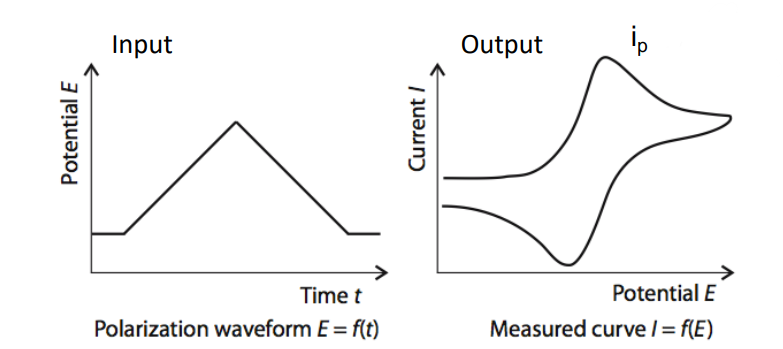 Input
Potential E
Time t
Polarization waveform E = f(t)
Output
ip
Current I
Potential E
Measured curve I = f(E)